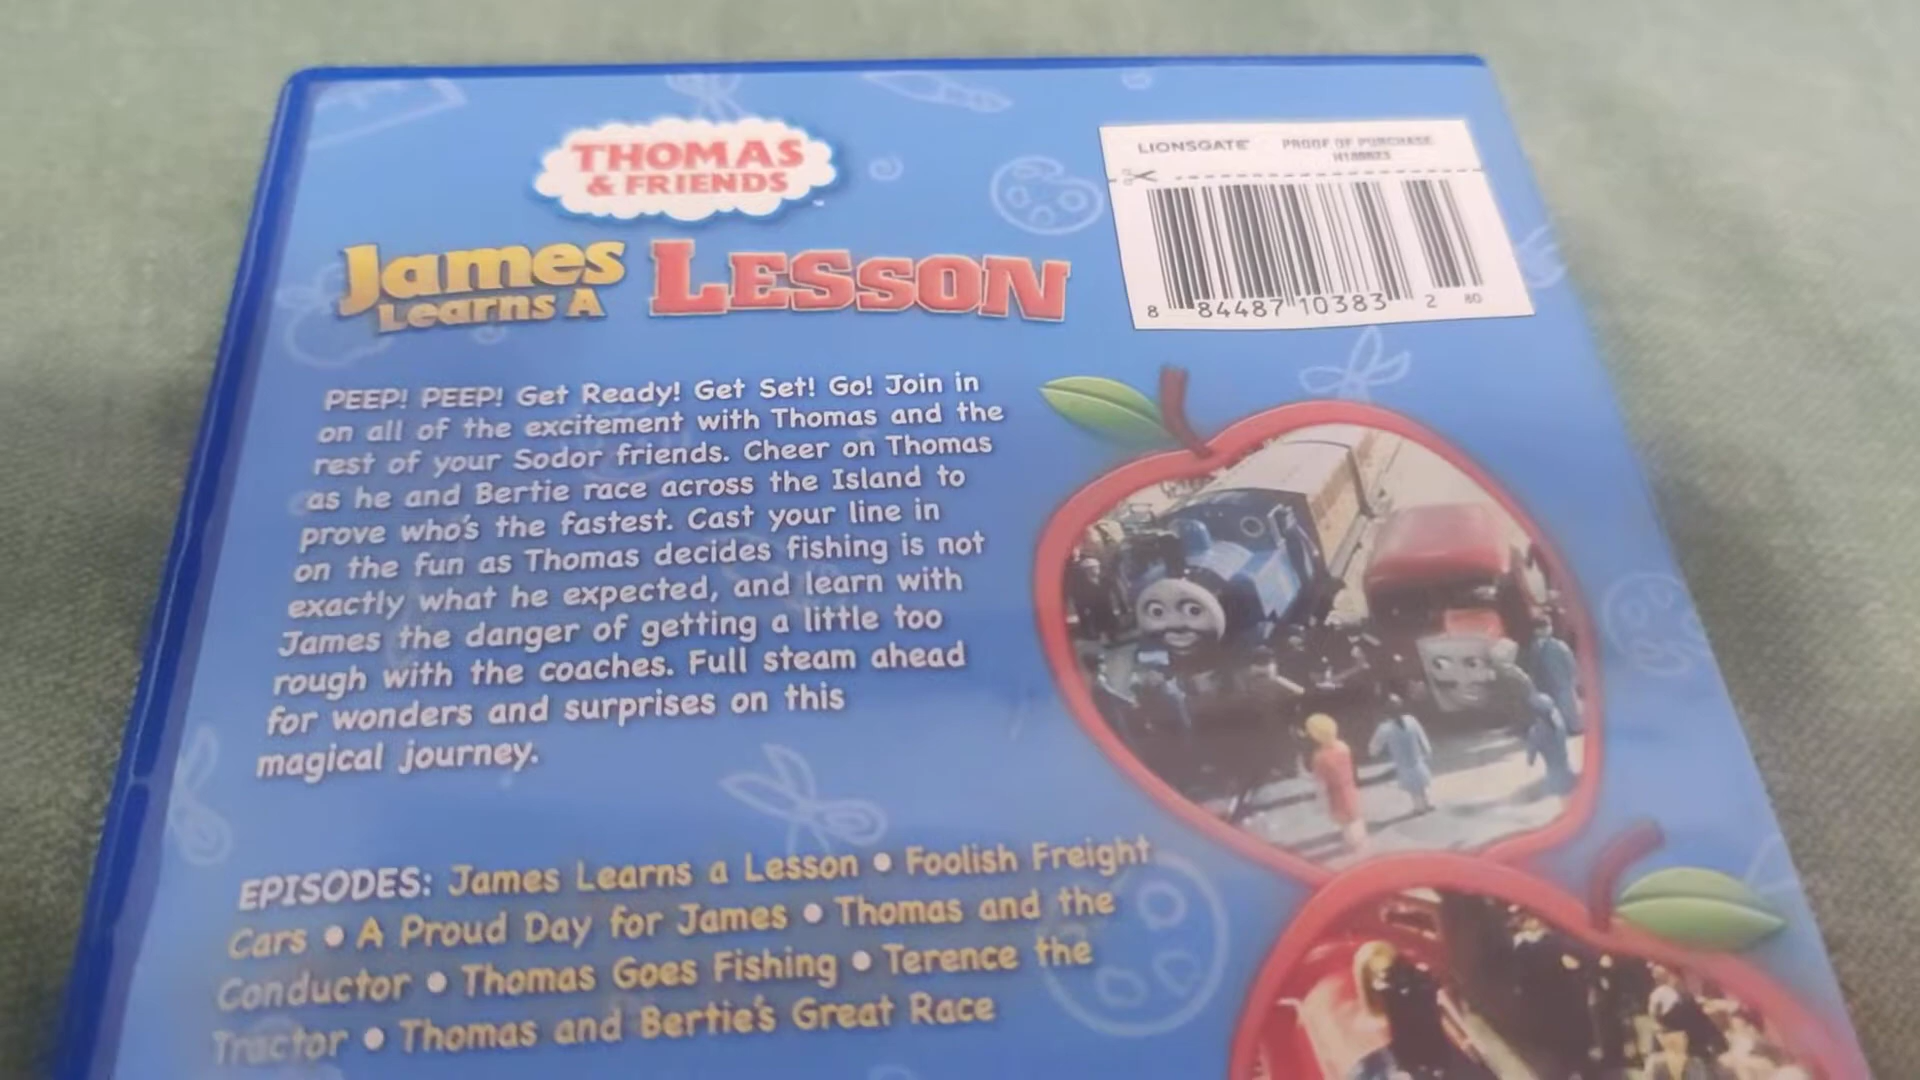 THOMAS
& FRIENDS
James
Learns A
LESSON
LIONSGATE
PROOF OF PURCHASE
8 84487 10383 2 80
PEEP! PEEP! Get Ready! Get Set! Go! Join in
on all of the excitement with Thomas and the
rest of your Sodor friends. Cheer on Thomas
as he and Bertie race across the Island to
prove who's the fastest. Cast your line in
on the fun as Thomas decides fishing is not
exactly what he expected, and learn with
James the danger of getting a little too
rough with the coaches. Full steam ahead
for wonders and surprises on this
magical journey.
EPISODES: James Learns a Lesson • Foolish Freight
Cars • A Proud Day for James • Thomas and the
Conductor • Thomas Goes Fishing • Terence the
Tractor • Thomas and Bertie's Great Race